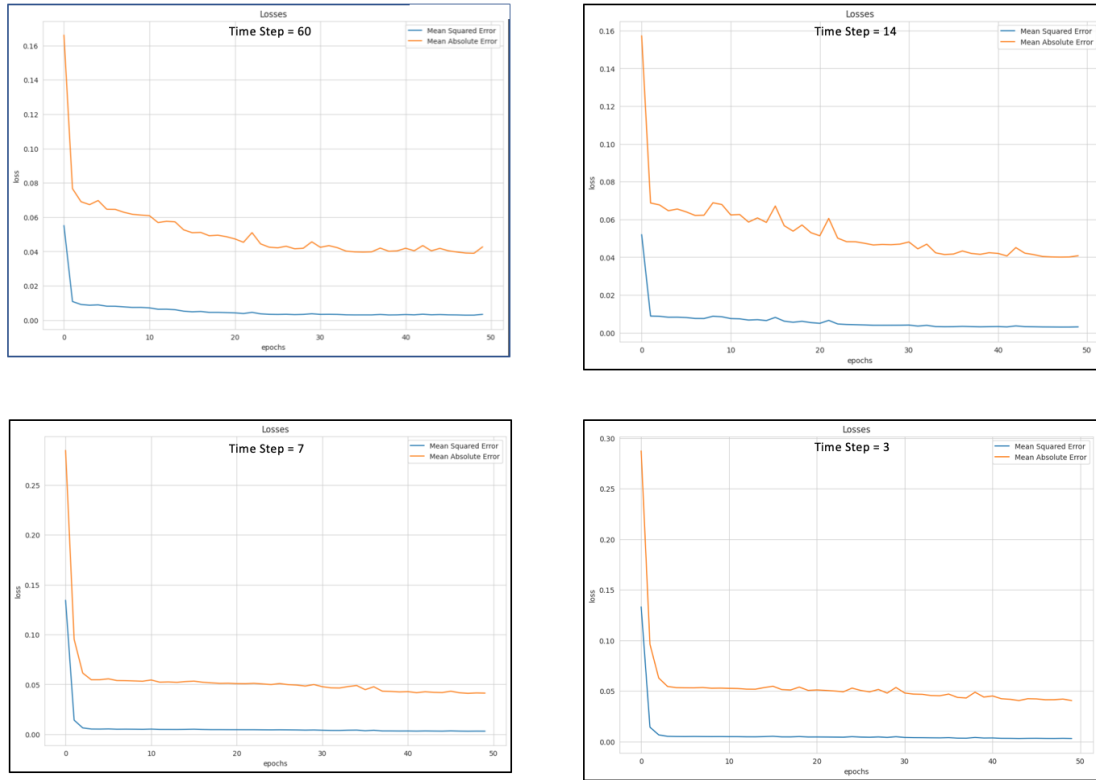 Losses
Time Step = 60
Mean Squared Error
Mean Absolute Error
0.16
0.14
0.12
0.10
0.08
0.06
0.04
0.02
0.00
loss
0
10
20
30
40
50
epochs
Losses
Time Step = 14
Mean Squared Error
Mean Absolute Error
0.16
0.14
0.12
0.10
0.08
0.06
0.04
0.02
0.00
loss
0
10
20
30
40
50
epochs
Losses
Time Step = 7
Mean Squared Error
Mean Absolute Error
0.25
0.20
0.15
0.10
0.05
0.00
loss
0
10
20
30
40
50
epochs
Losses
Time Step = 3
Mean Squared Error
Mean Absolute Error
0.30
0.25
0.20
0.15
0.10
0.05
0.00
loss
0
10
20
30
40
50
epochs